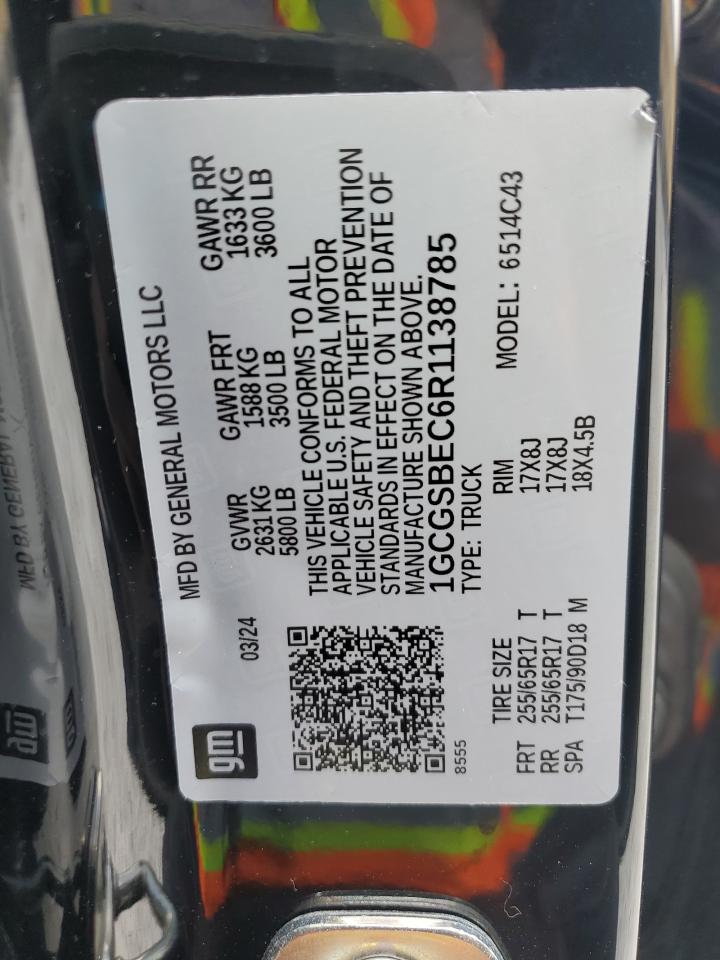 MFD BY GENERAL MOTORS LLC
03/24
GVWR GAWR FRT GAWR RR
2631 KG 1588 KG 1633 KG
5800 LB 3500 LB 3600 LB
THIS VEHICLE CONFORMS TO ALL
APPLICABLE U.S. FEDERAL MOTOR
VEHICLE SAFETY AND THEFT PREVENTION
STANDARDS IN EFFECT ON THE DATE OF
MANUFACTURE SHOWN ABOVE.
1GCGSBEC6R1138785
TYPE: TRUCK MODEL: 6514C43
gm
8555
TIRE SIZE RIM
FRT 255/65R17 T 17X8J
RR 255/65R17 T 17X8J
SPA T175/90D18 M 18X4.5B